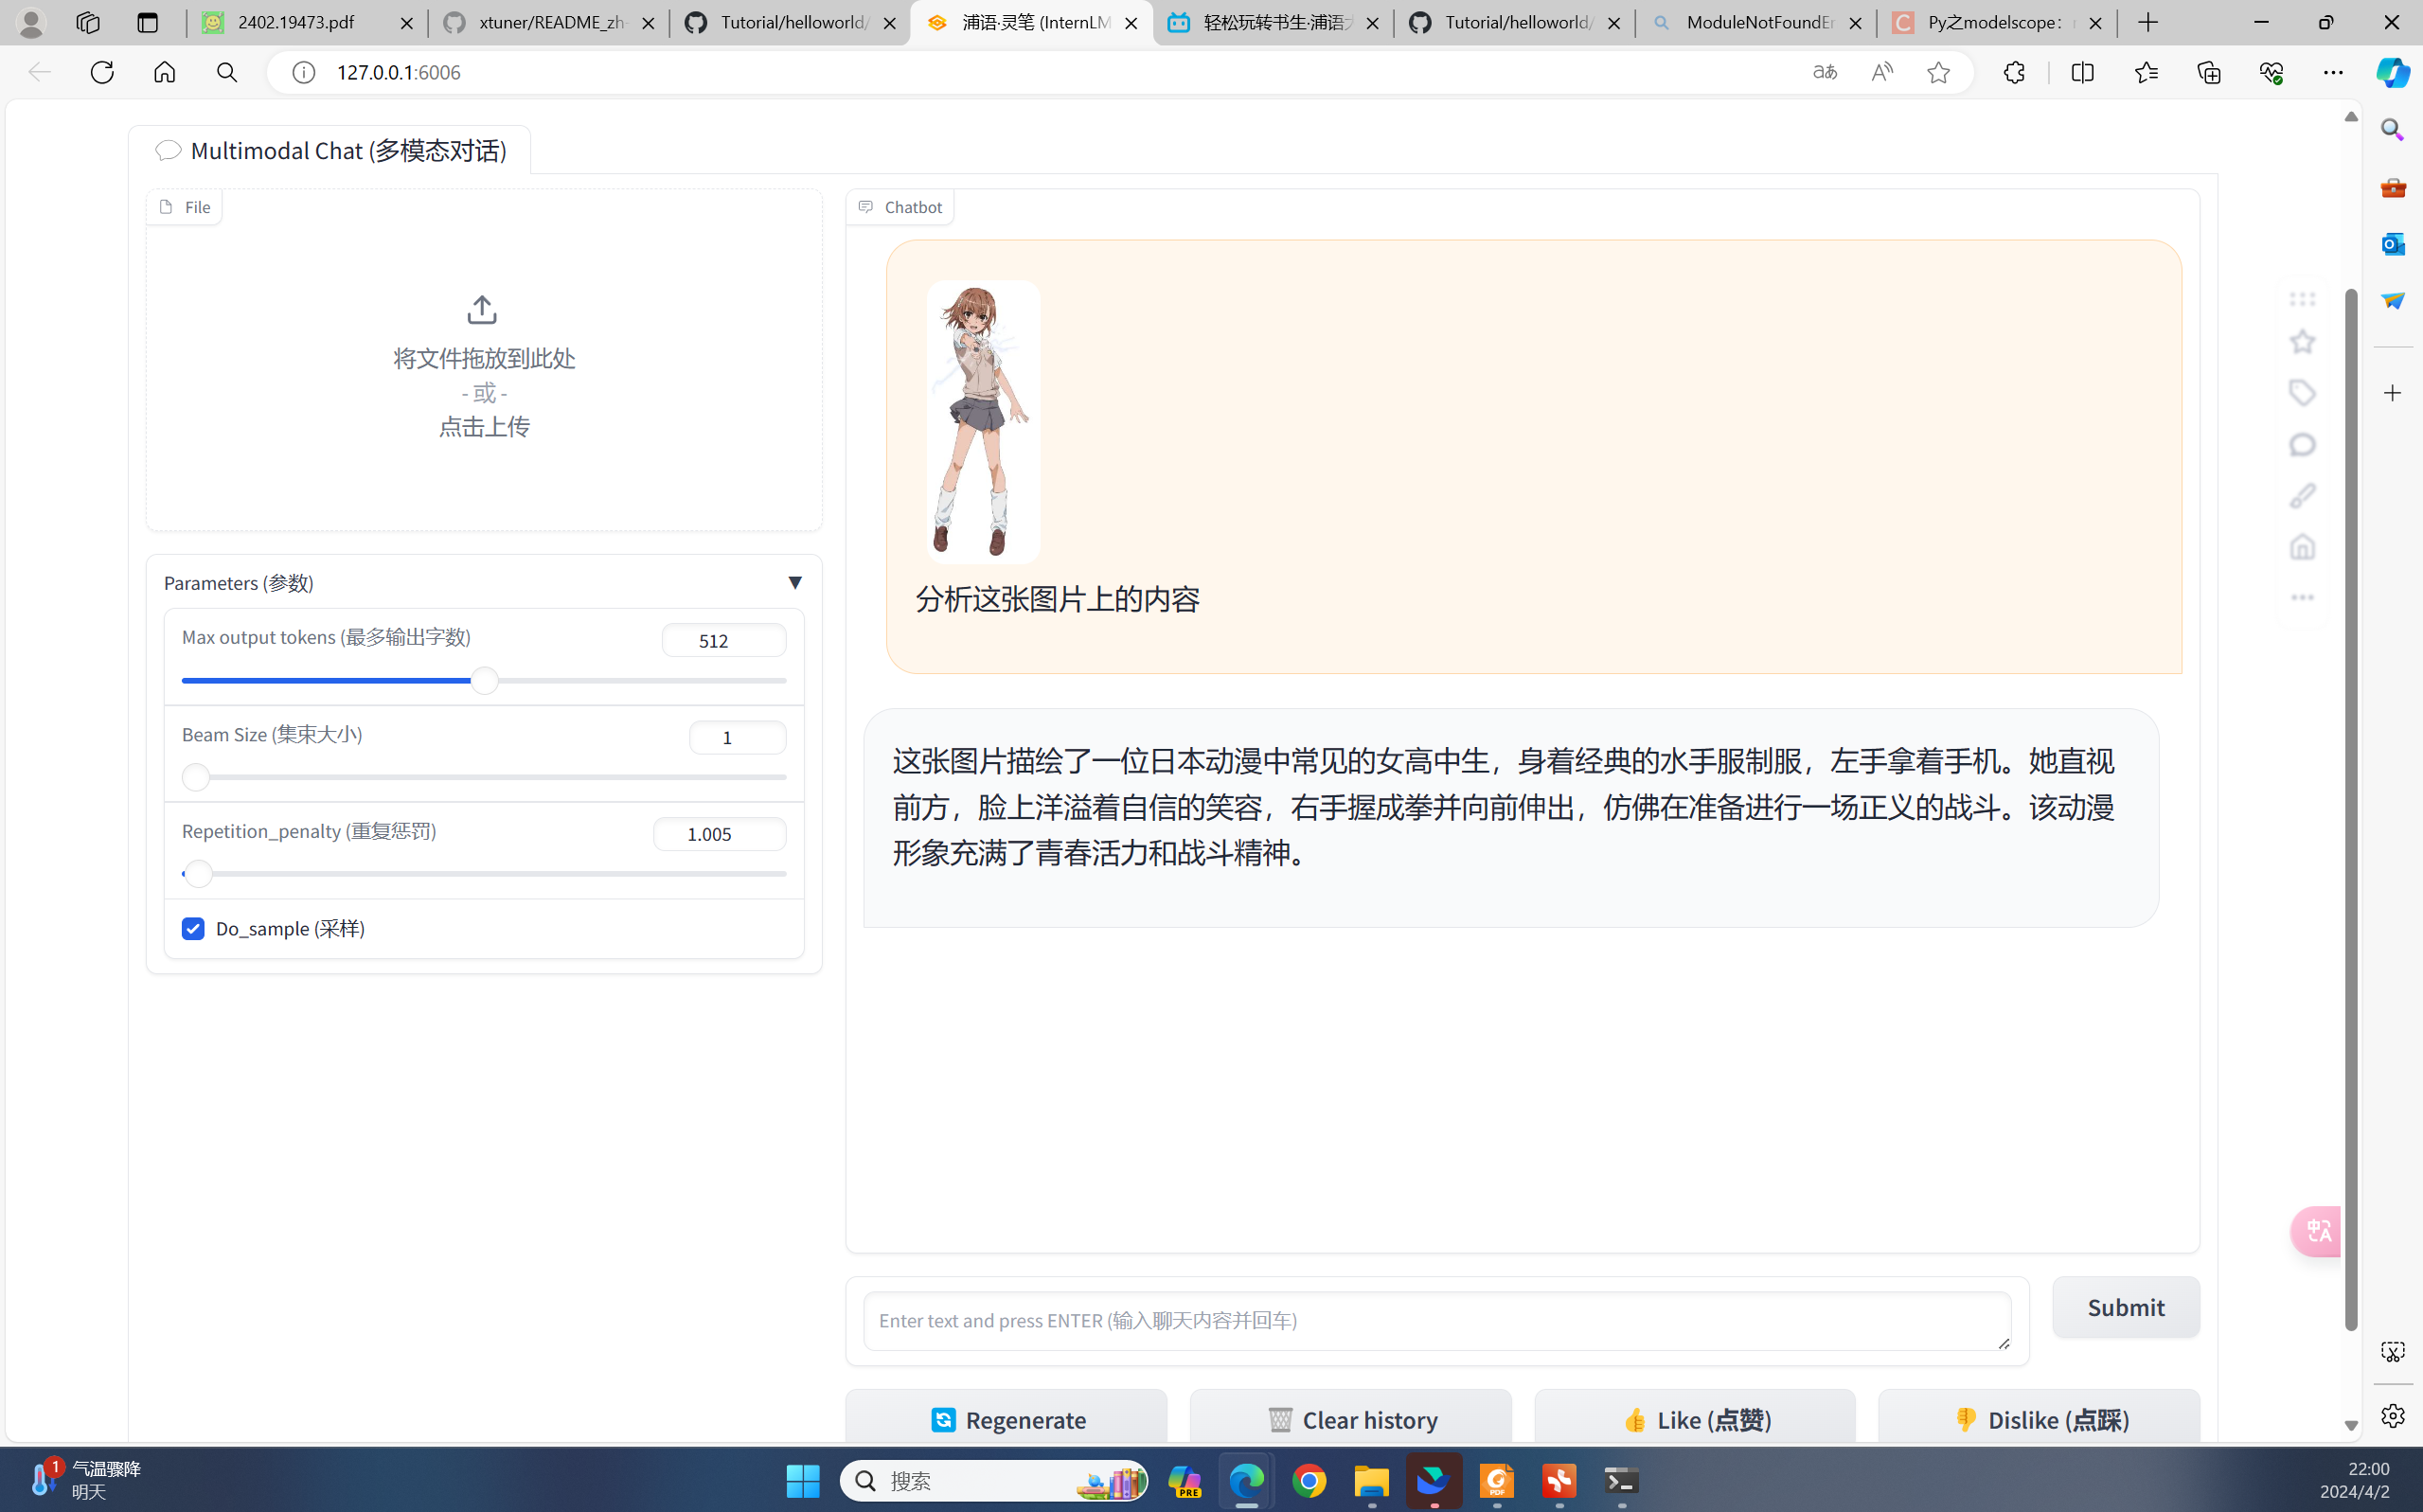 2402.19473.pdf
xtuner/README_zh-
Tutorial/helloworld/
浦语·灵笔 (InternLM
轻松玩转书生·浦语大
Tutorial/helloworld/
ModuleNotFoundEr
Py之modelscope：
127.0.0.1:6006
Multimodal Chat (多模态对话)
File
将文件拖放到此处
- 或 -
点击上传
Parameters (参数)
Max output tokens (最多输出字数)
512
Beam Size (集束大小)
1
Repetition_penalty (重复惩罚)
1.005
Do_sample (采样)
Chatbot
分析这张图片上的内容
这张图片描绘了一位日本动漫中常见的女高中生，身着经典的水手服制服，左手拿着手机。她直视
前方，脸上洋溢着自信的笑容，右手握成拳并向前伸出，仿佛在准备进行一场正义的战斗。该动漫
形象充满了青春活力和战斗精神。
Enter text and press ENTER (输入聊天内容并回车)
Submit
Regenerate
Clear history
Like (点赞)
Dislike (点踩)
1
气温骤降
明天
搜索
PRE
PDF
22:00
2024/4/2